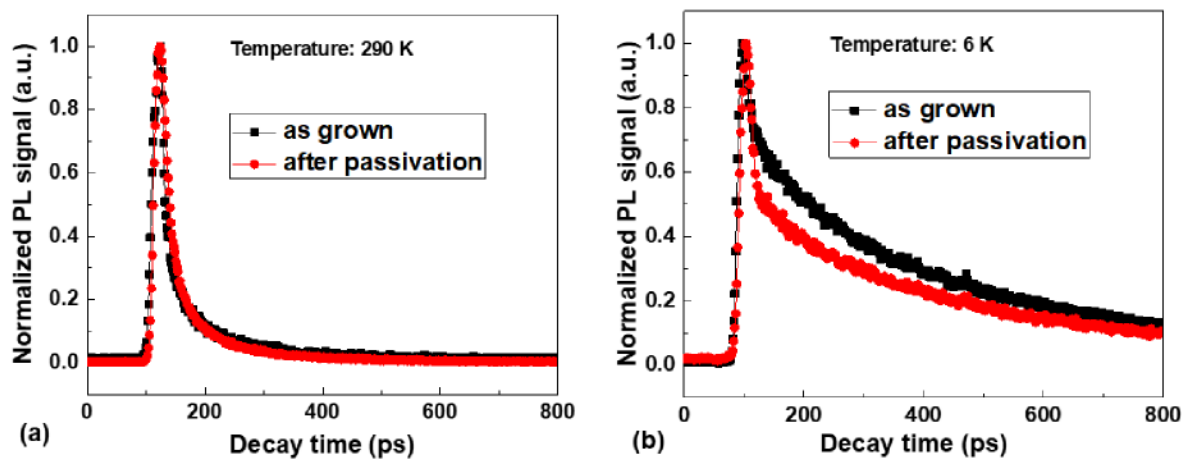 Temperature: 290 K
as grown
after passivation
Normalized PL signal (a.u.)
1.0
0.8
0.6
0.4
0.2
0.0
0 200 400 600 800
(a)
Decay time (ps)
Temperature: 6 K
as grown
after passivation
Normalized PL signal (a.u.)
1.0
0.8
0.6
0.4
0.2
0.0
0 200 400 600 800
(b)
Decay time (ps)